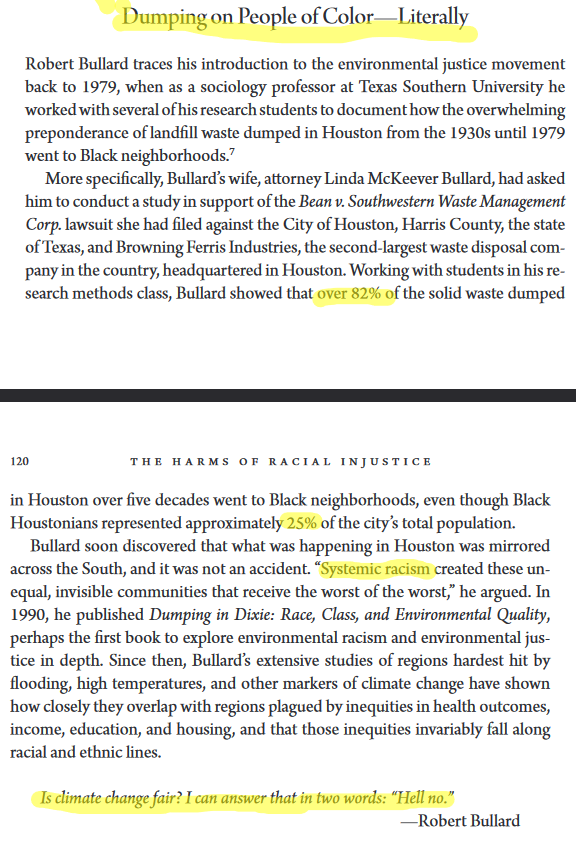 Dumping on People of Color—Literally
Robert Bullard traces his introduction to the environmental justice movement
back to 1979, when as a sociology professor at Texas Southern University he
worked with several of his research students to document how the overwhelming
preponderance of landfill waste dumped in Houston from the 1930s until 1979
went to Black neighborhoods.7
More specifically, Bullard’s wife, attorney Linda McKeever Bullard, had asked
him to conduct a study in support of the Bean v. Southwestern Waste Management
Corp. lawsuit she had filed against the City of Houston, Harris County, the state
of Texas, and Browning Ferris Industries, the second-largest waste disposal com-
pany in the country, headquartered in Houston. Working with students in his re-
search methods class, Bullard showed that over 82% of the solid waste dumped
120 THE HARMS OF RACIAL INJUSTICE
in Houston over five decades went to Black neighborhoods, even though Black
Houstonians represented approximately 25% of the city’s total population.
Bullard soon discovered that what was happening in Houston was mirrored
across the South, and it was not an accident. “Systemic racism created these un-
equal, invisible communities that receive the worst of the worst,” he argued. In
1990, he published Dumping in Dixie: Race, Class, and Environmental Quality,
perhaps the first book to explore environmental racism and environmental jus-
tice in depth. Since then, Bullard’s extensive studies of regions hardest hit by
flooding, high temperatures, and other markers of climate change have shown
how closely they overlap with regions plagued by inequities in health outcomes,
income, education, and housing, and that those inequities invariably fall along
racial and ethnic lines.
Is climate change fair? I can answer that in two words: “Hell no.”
—Robert Bullard